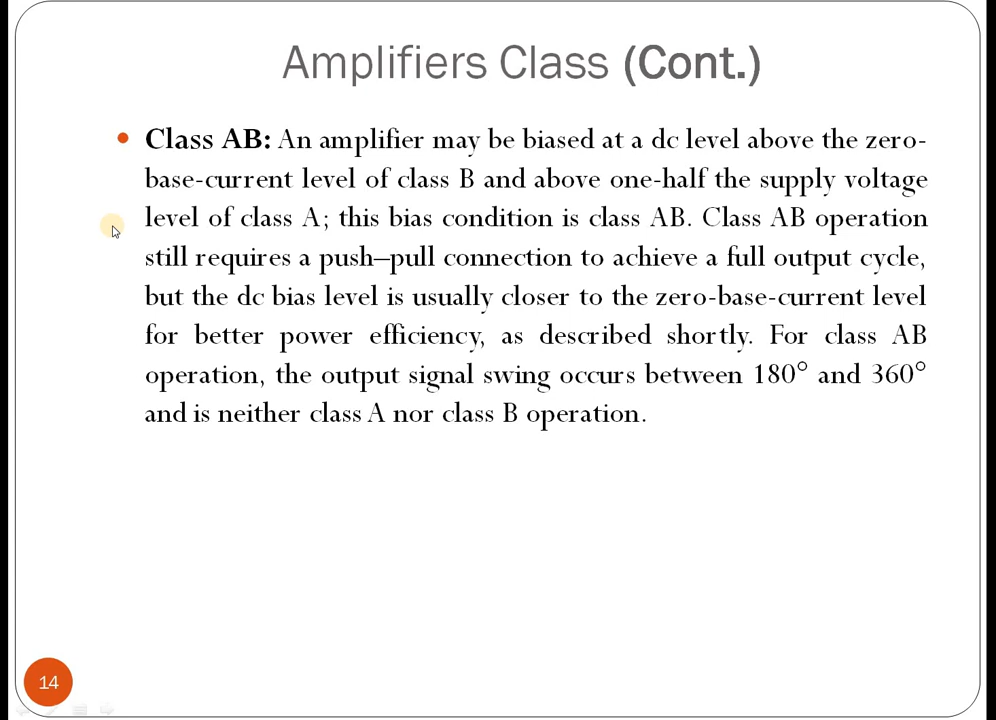 Amplifiers Class (Cont.)
• Class AB: An amplifier may be biased at a dc level above the zero-
base-current level of class B and above one-half the supply voltage
level of class A; this bias condition is class AB. Class AB operation
still requires a push–pull connection to achieve a full output cycle,
but the dc bias level is usually closer to the zero-base-current level
for better power efficiency, as described shortly. For class AB
operation, the output signal swing occurs between 180° and 360°
and is neither class A nor class B operation.
14